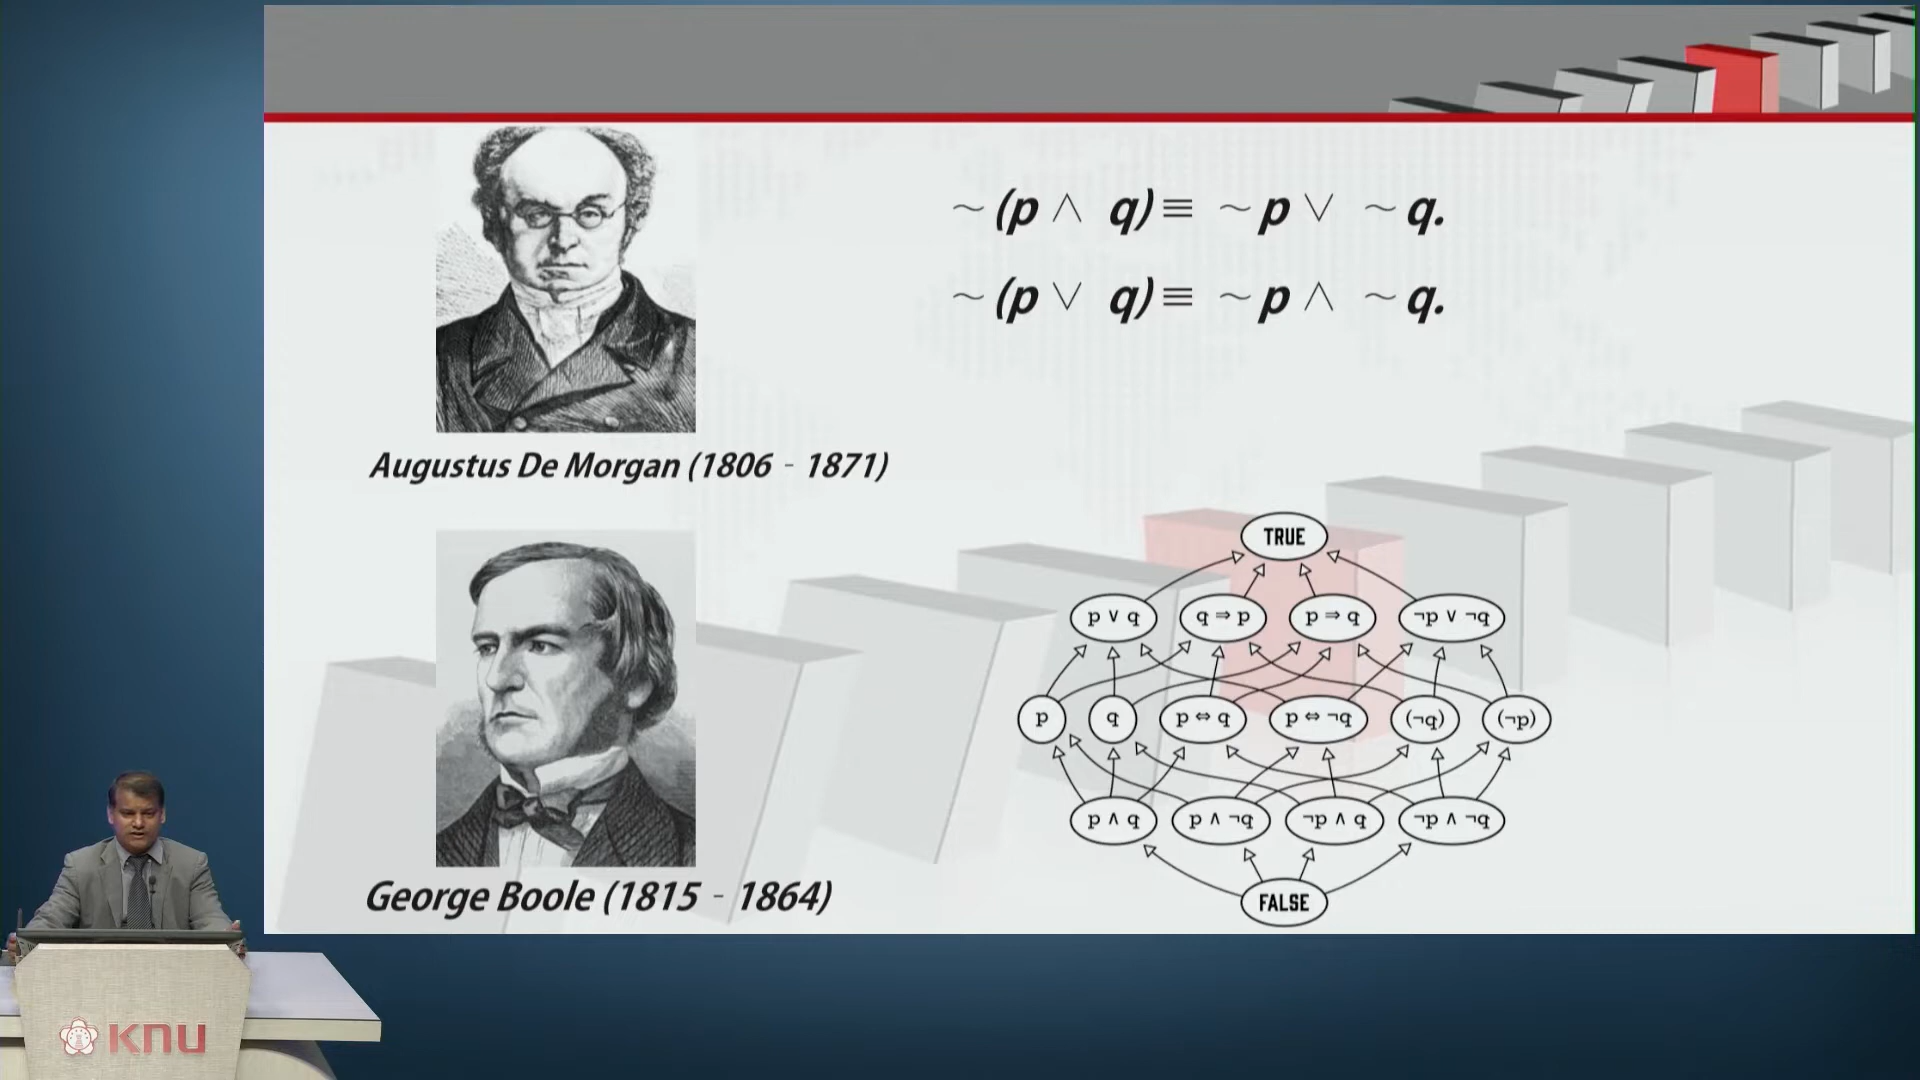 ~(p ∧ q)≡ ~p ∨ ~q.
~(p ∨ q)≡ ~p ∧ ~q.
Augustus De Morgan (1806 - 1871)
TRUE
p ∨ q
q ⇒ p
p ⇒ q
¬p ∨ ¬q
p
q
p ⇔ q
p ⇔ ¬q
(¬q)
(¬p)
p ∧ q
p ∧ ¬q
¬p ∧ q
¬p ∧ ¬q
FALSE
George Boole (1815 - 1864)
KNU